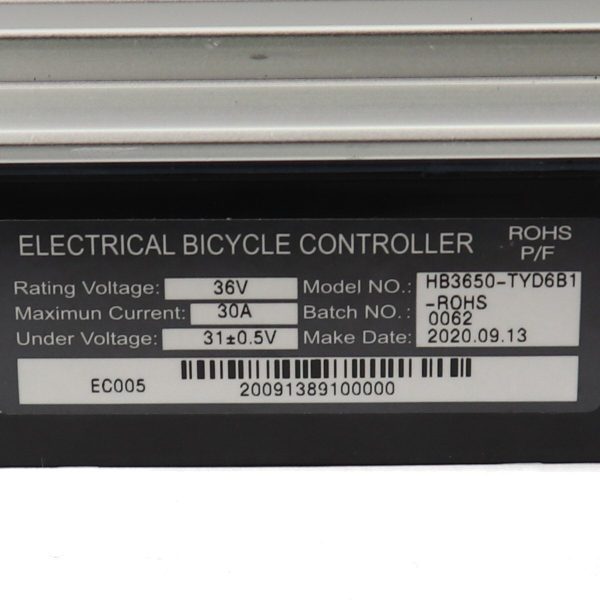 ELECTRICAL BICYCLE CONTROLLER ROHS
P/F
Rating Voltage: 36V Model NO.: HB3650-TYD6B1
-ROHS
Maximun Current: 30A Batch NO. : 0062
Under Voltage: 31±0.5V Make Date: 2020.09.13
EC005 20091389100000